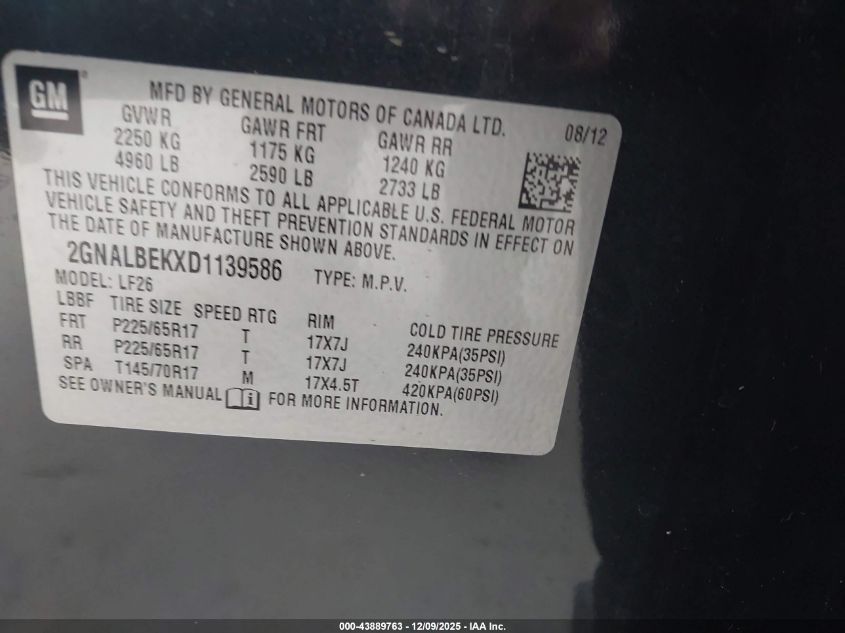 GM
MFD BY GENERAL MOTORS OF CANADA LTD. 08/12
GVWR GAWR FRT GAWR RR
2250 KG 1175 KG 1240 KG
4960 LB 2590 LB 2733 LB
THIS VEHICLE CONFORMS TO ALL APPLICABLE U.S. FEDERAL MOTOR
VEHICLE SAFETY AND THEFT PREVENTION STANDARDS IN EFFECT ON
THE DATE OF MANUFACTURE SHOWN ABOVE.
2GNALBEKXD1139586 TYPE: M.P.V.
MODEL: LF26
LBBF TIRE SIZE SPEED RTG RIM COLD TIRE PRESSURE
FRT P225/65R17 T 17X7J 240KPA(35PSI)
RR P225/65R17 T 17X7J 240KPA(35PSI)
SPA T145/70R17 M 17X4.5T 420KPA(60PSI)
SEE OWNER'S MANUAL FOR MORE INFORMATION.
000-43889763 - 12/09/2025 - IAA Inc.